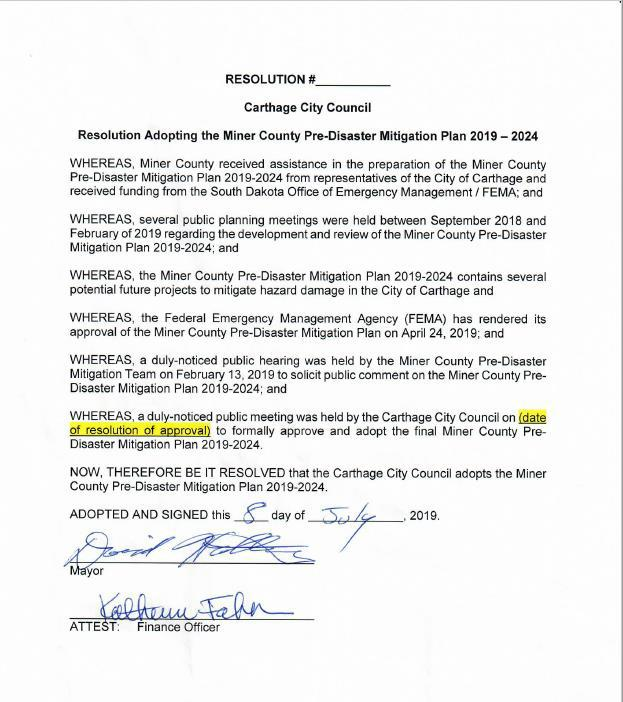 RESOLUTION #___________
Carthage City Council
Resolution Adopting the Miner County Pre-Disaster Mitigation Plan 2019 – 2024
WHEREAS, Miner County received assistance in the preparation of the Miner County
Pre-Disaster Mitigation Plan 2019-2024 from representatives of the City of Carthage and
received funding from the South Dakota Office of Emergency Management / FEMA; and
WHEREAS, several public planning meetings were held between September 2018 and
February of 2019 regarding the development and review of the Miner County Pre-Disaster
Mitigation Plan 2019-2024; and
WHEREAS, the Miner County Pre-Disaster Mitigation Plan 2019-2024 contains several
potential future projects to mitigate hazard damage in the City of Carthage and
WHEREAS, the Federal Emergency Management Agency (FEMA) has rendered its
approval of the Miner County Pre-Disaster Mitigation Plan on April 24, 2019; and
WHEREAS, a duly-noticed public hearing was held by the Miner County Pre-Disaster
Mitigation Team on February 13, 2019 to solicit public comment on the Miner County Pre-
Disaster Mitigation Plan 2019-2024; and
WHEREAS, a duly-noticed public meeting was held by the Carthage City Council on (date
of resolution of approval) to formally approve and adopt the final Miner County Pre-
Disaster Mitigation Plan 2019-2024.
NOW, THEREFORE BE IT RESOLVED that the Carthage City Council adopts the Miner
County Pre-Disaster Mitigation Plan 2019-2024.
ADOPTED AND SIGNED this 8 day of July, 2019.
David
Mayor
ATTEST: Finance Officer